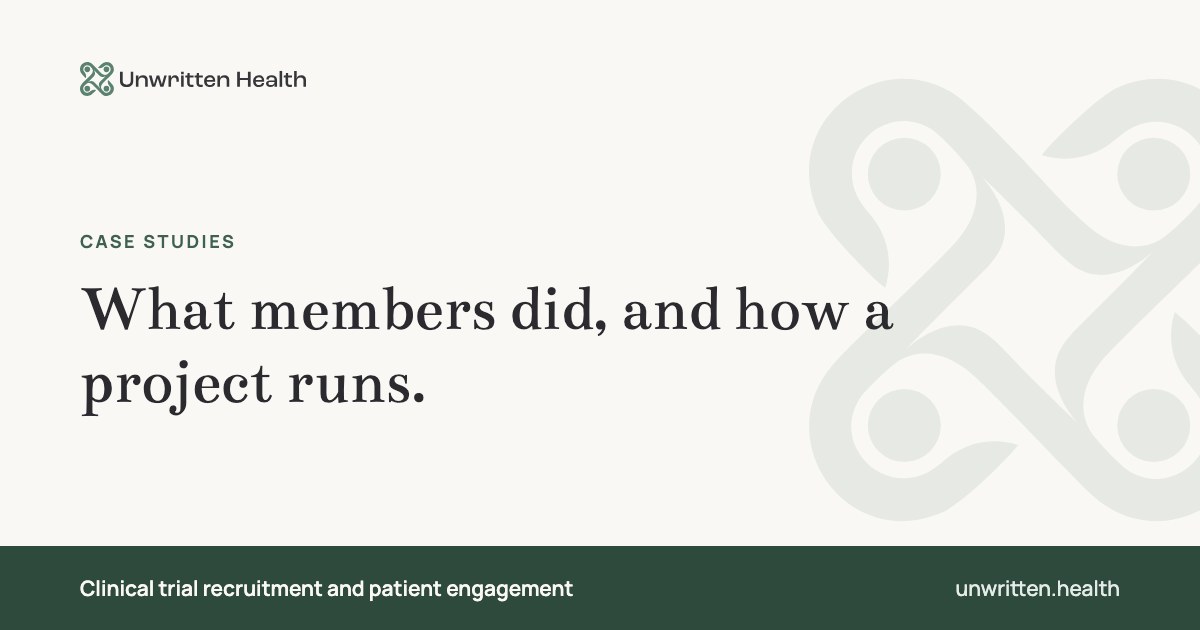 Unwritten Health
CASE STUDIES
What members did, and how a
project runs.
Clinical trial recruitment and patient engagement
unwritten.health